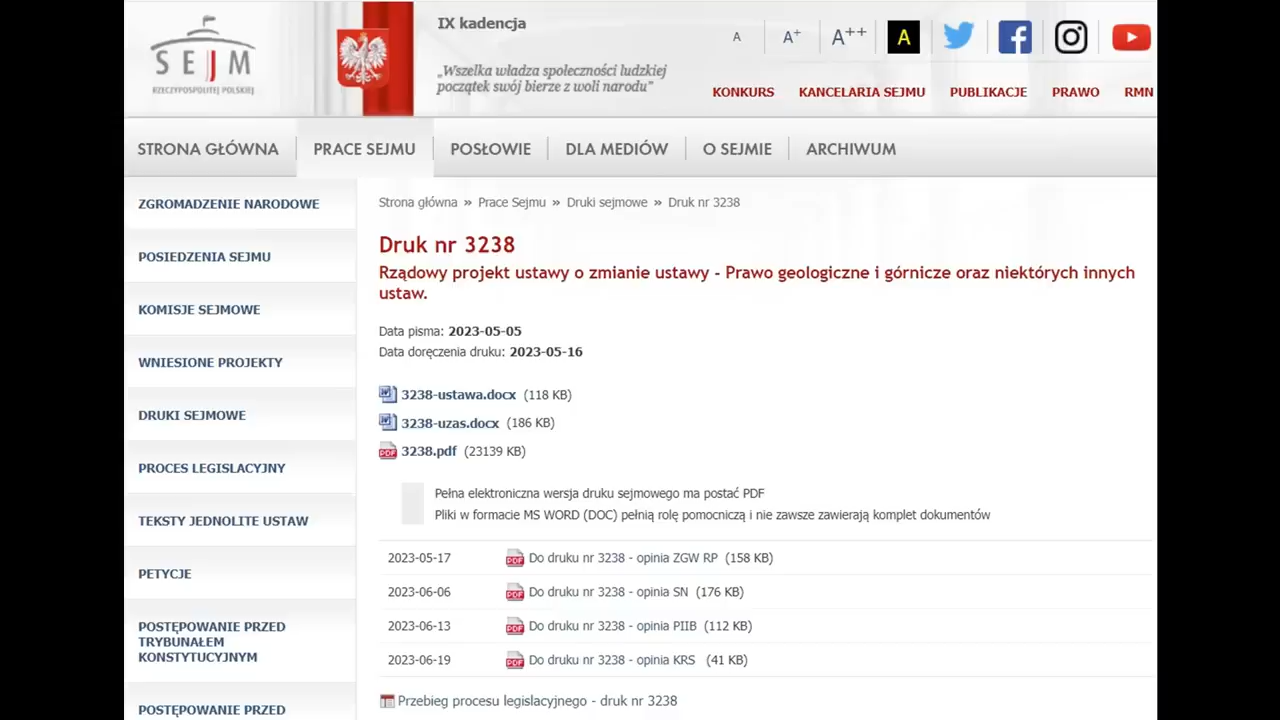 SEJM
RZECZYPOSPOLITEJ POLSKIEJ
IX kadencja
„Wszelka władza społeczności ludzkiej
początek swój bierze z woli narodu”
A A+ A++ A
KONKURS KANCELARIA SEJMU PUBLIKACJE PRAWO RMN
STRONA GŁÓWNA PRACE SEJMU POSŁOWIE DLA MEDIÓW O SEJMIE ARCHIWUM
ZGROMADZENIE NARODOWE
POSIEDZENIA SEJMU
KOMISJE SEJMOWE
WNIESIONE PROJEKTY
DRUKI SEJMOWE
PROCES LEGISLACYJNY
TEKSTY JEDNOLITE USTAW
PETYCJE
POSTĘPOWANIE PRZED
TRYBUNAŁEM
KONSTYTUCYJNYM
POSTĘPOWANIE PRZED
Strona główna » Prace Sejmu » Druki sejmowe » Druk nr 3238
Druk nr 3238
Rządowy projekt ustawy o zmianie ustawy - Prawo geologiczne i górnicze oraz niektórych innych
ustaw.
Data pisma: 2023-05-05
Data doręczenia druku: 2023-05-16
3238-ustawa.docx (118 KB)
3238-uzas.docx (186 KB)
PDF 3238.pdf (23139 KB)
Pełna elektroniczna wersja druku sejmowego ma postać PDF
Pliki w formacie MS WORD (DOC) pełnią rolę pomocniczą i nie zawsze zawierają komplet dokumentów
2023-05-17 PDF Do druku nr 3238 - opinia ZGW RP (158 KB)
2023-06-06 PDF Do druku nr 3238 - opinia SN (176 KB)
2023-06-13 PDF Do druku nr 3238 - opinia PIIB (112 KB)
2023-06-19 PDF Do druku nr 3238 - opinia KRS (41 KB)
Przebieg procesu legislacyjnego - druk nr 3238